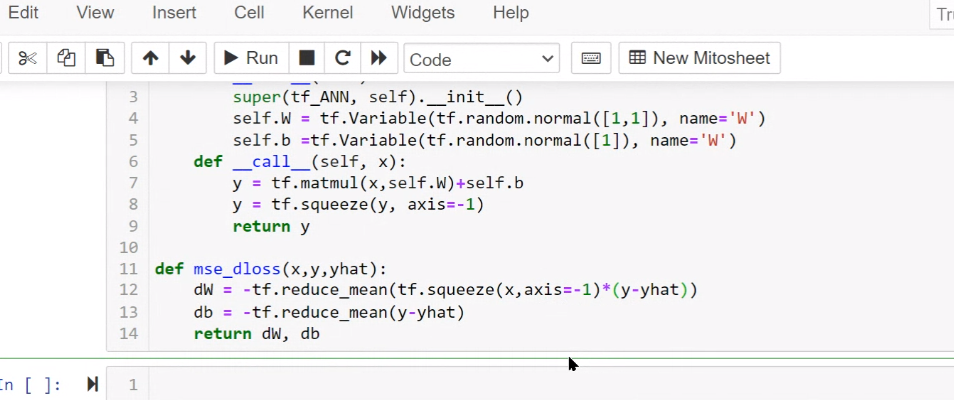 Edit View Insert Cell Kernel Widgets Help
Run Code New Mitosheet
3 super(tf_ANN, self).__init__()
4 self.W = tf.Variable(tf.random.normal([1,1]), name='W')
5 self.b =tf.Variable(tf.random.normal([1]), name='W')
6 def __call__(self, x):
7 y = tf.matmul(x,self.W)+self.b
8 y = tf.squeeze(y, axis=-1)
9 return y
10
11 def mse_dloss(x,y,yhat):
12 dW = -tf.reduce_mean(tf.squeeze(x,axis=-1)*(y-yhat))
13 db = -tf.reduce_mean(y-yhat)
14 return dW, db
In [ ]: 1